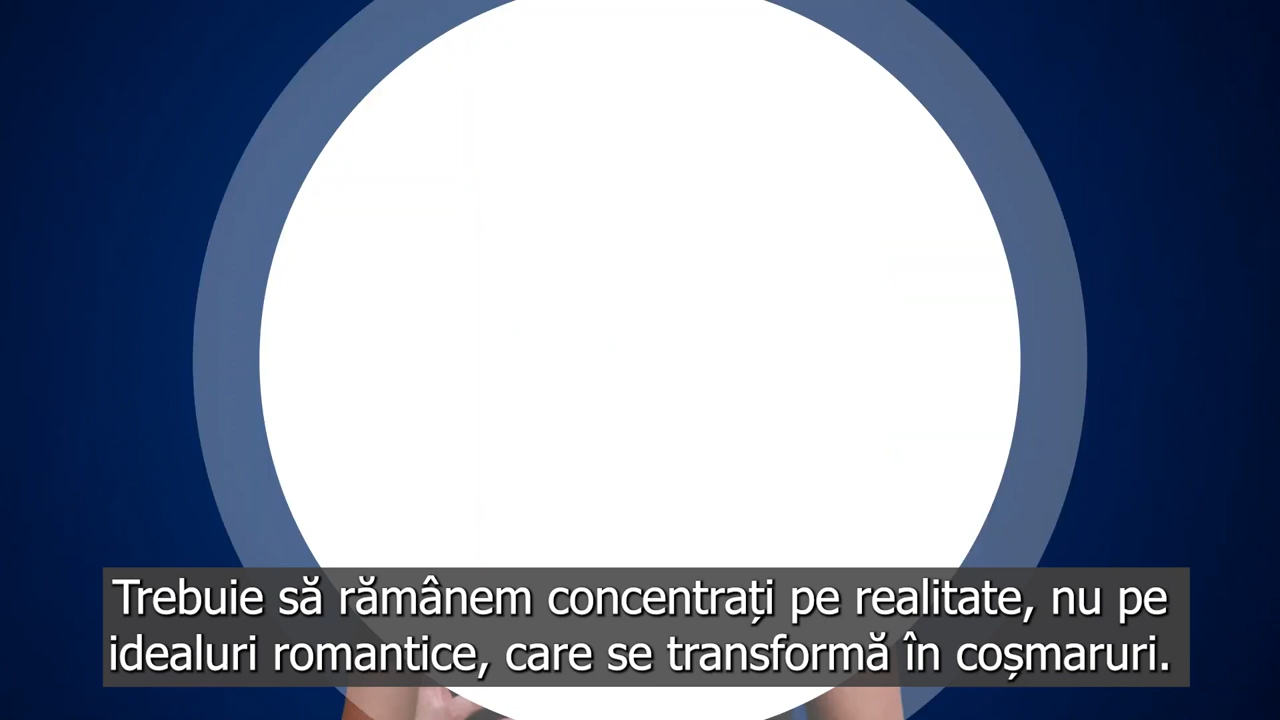 Trebuie să rămânem concentrați pe realitate, nu pe
idealuri romantice, care se transformă în coșmaruri.